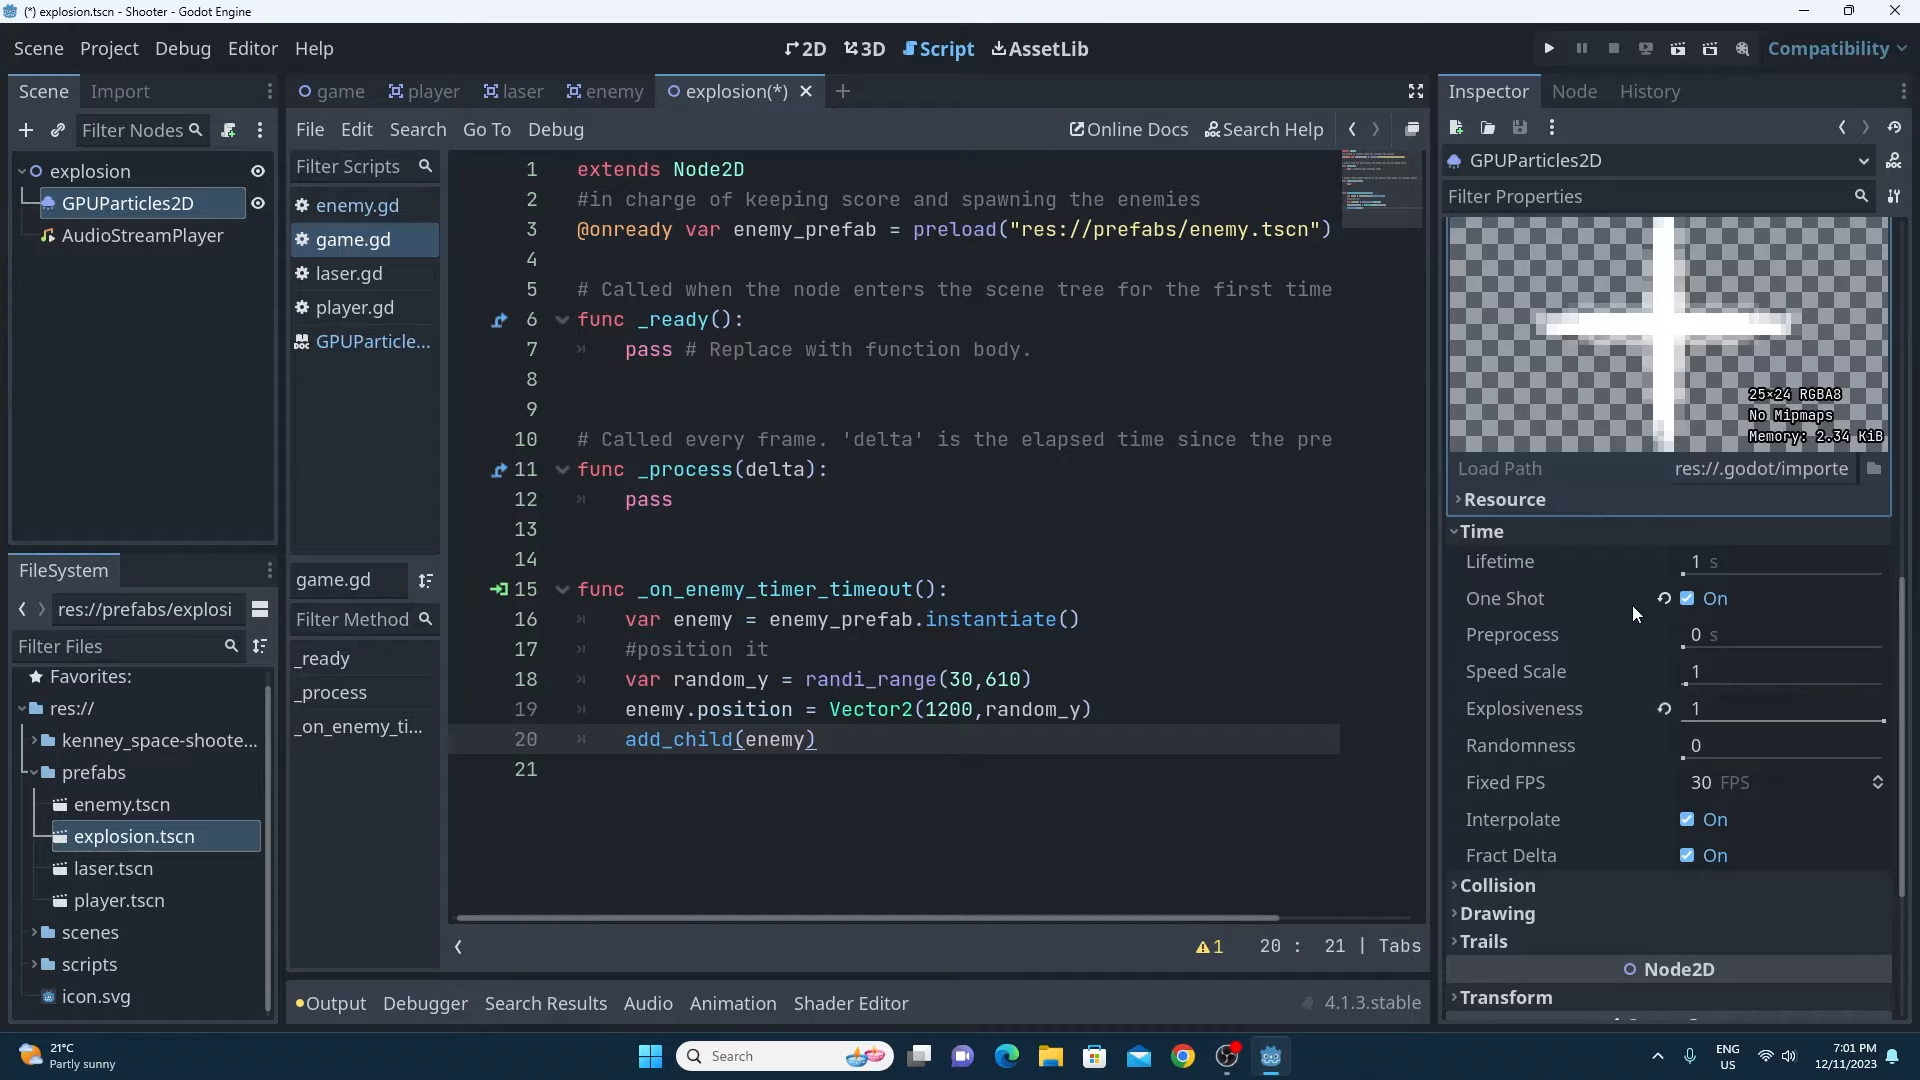 (*) explosion.tscn - Shooter - Godot Engine
Scene Project Debug Editor Help
2D 3D Script AssetLib
Compatibility
Scene Import
Filter Nodes
explosion
GPUParticles2D
AudioStreamPlayer
FileSystem
res://prefabs/explosi
Filter Files
Favorites:
res://
kenney_space-shoote...
prefabs
enemy.tscn
explosion.tscn
laser.tscn
player.tscn
scenes
scripts
icon.svg
game player laser enemy explosion(*)
File Edit Search Go To Debug
Online Docs Search Help
Filter Scripts
enemy.gd
game.gd
laser.gd
player.gd
GPUParticle...
game.gd
Filter Method
_ready
_process
_on_enemy_ti...
1 extends Node2D
2 #in charge of keeping score and spawning the enemies
3 @onready var enemy_prefab = preload("res://prefabs/enemy.tscn")
4
5 # Called when the node enters the scene tree for the first time
6 func _ready():
7 pass # Replace with function body.
8
9
10 # Called every frame. 'delta' is the elapsed time since the pre
11 func _process(delta):
12 pass
13
14
15 func _on_enemy_timer_timeout():
16 var enemy = enemy_prefab.instantiate()
17 #position it
18 var random_y = randi_range(30,610)
19 enemy.position = Vector2(1200,random_y)
20 add_child(enemy)
21
1 20 : 21 | Tabs
Output Debugger Search Results Audio Animation Shader Editor 4.1.3.stable
Inspector Node History
GPUParticles2D
Filter Properties
25×24 RGBA8
No Mipmaps
Memory: 2.34 KiB
Load Path res://.godot/importe
Resource
Time
Lifetime 1 s
One Shot On
Preprocess 0 s
Speed Scale 1
Explosiveness 1
Randomness 0
Fixed FPS 30 FPS
Interpolate On
Fract Delta On
Collision
Drawing
Trails
Node2D
Transform
21°C
Partly sunny
Search
ENG
US
7:01 PM
12/11/2023